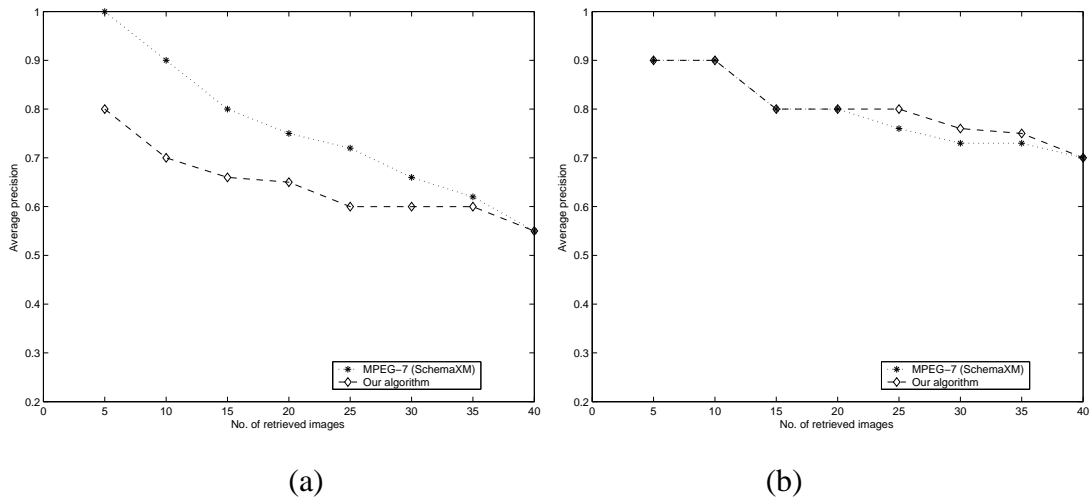 1
0.9
0.8
0.7
0.6
0.5
0.4
0.3
0.2
Average precision
MPEG−7 (SchemaXM)
Our algorithm
0 5 10 15 20 25 30 35 40
No. of retrieved images
(a)
1
0.9
0.8
0.7
0.6
0.5
0.4
0.3
0.2
Average precision
MPEG−7 (SchemaXM)
Our algorithm
0 5 10 15 20 25 30 35 40
No. of retrieved images
(b)